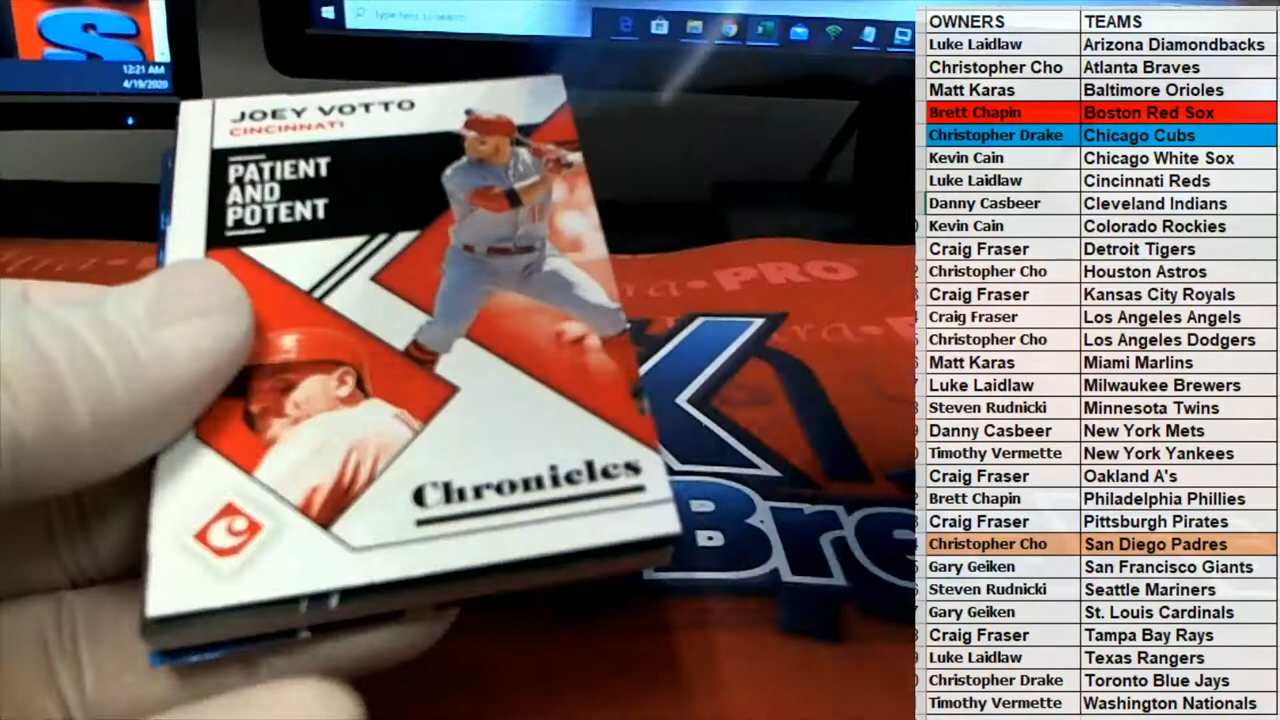 Type here to search
12:21 AM
4/19/2020
S
JOEY VOTTO
CINCINNATI
PATIENT
AND
POTENT
Chronicles
C
PRO
K
Bre
OWNERS TEAMS
Luke Laidlaw Arizona Diamondbacks
Christopher Cho Atlanta Braves
Matt Karas Baltimore Orioles
Brett Chapin Boston Red Sox
Christopher Drake Chicago Cubs
Kevin Cain Chicago White Sox
Luke Laidlaw Cincinnati Reds
Danny Casbeer Cleveland Indians
Kevin Cain Colorado Rockies
Craig Fraser Detroit Tigers
Christopher Cho Houston Astros
Craig Fraser Kansas City Royals
Craig Fraser Los Angeles Angels
Christopher Cho Los Angeles Dodgers
Matt Karas Miami Marlins
Luke Laidlaw Milwaukee Brewers
Steven Rudnicki Minnesota Twins
Danny Casbeer New York Mets
Timothy Vermette New York Yankees
Craig Fraser Oakland A's
Brett Chapin Philadelphia Phillies
Craig Fraser Pittsburgh Pirates
Christopher Cho San Diego Padres
Gary Geiken San Francisco Giants
Steven Rudnicki Seattle Mariners
Gary Geiken St. Louis Cardinals
Craig Fraser Tampa Bay Rays
Luke Laidlaw Texas Rangers
Christopher Drake Toronto Blue Jays
Timothy Vermette Washington Nationals